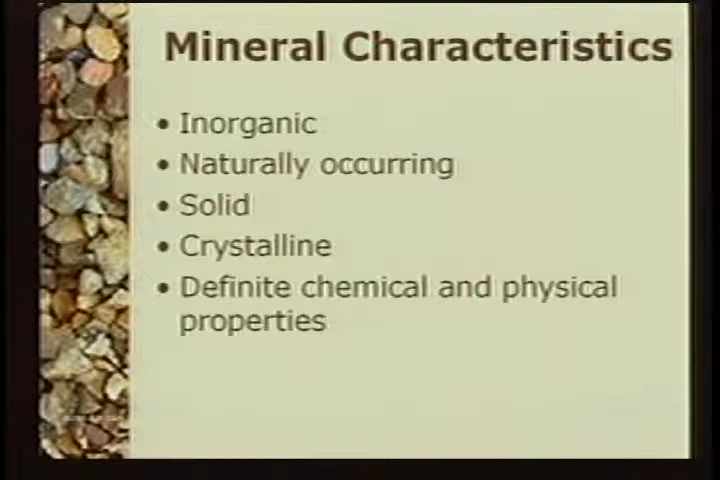 Mineral Characteristics
• Inorganic
• Naturally occurring
• Solid
• Crystalline
• Definite chemical and physical
properties